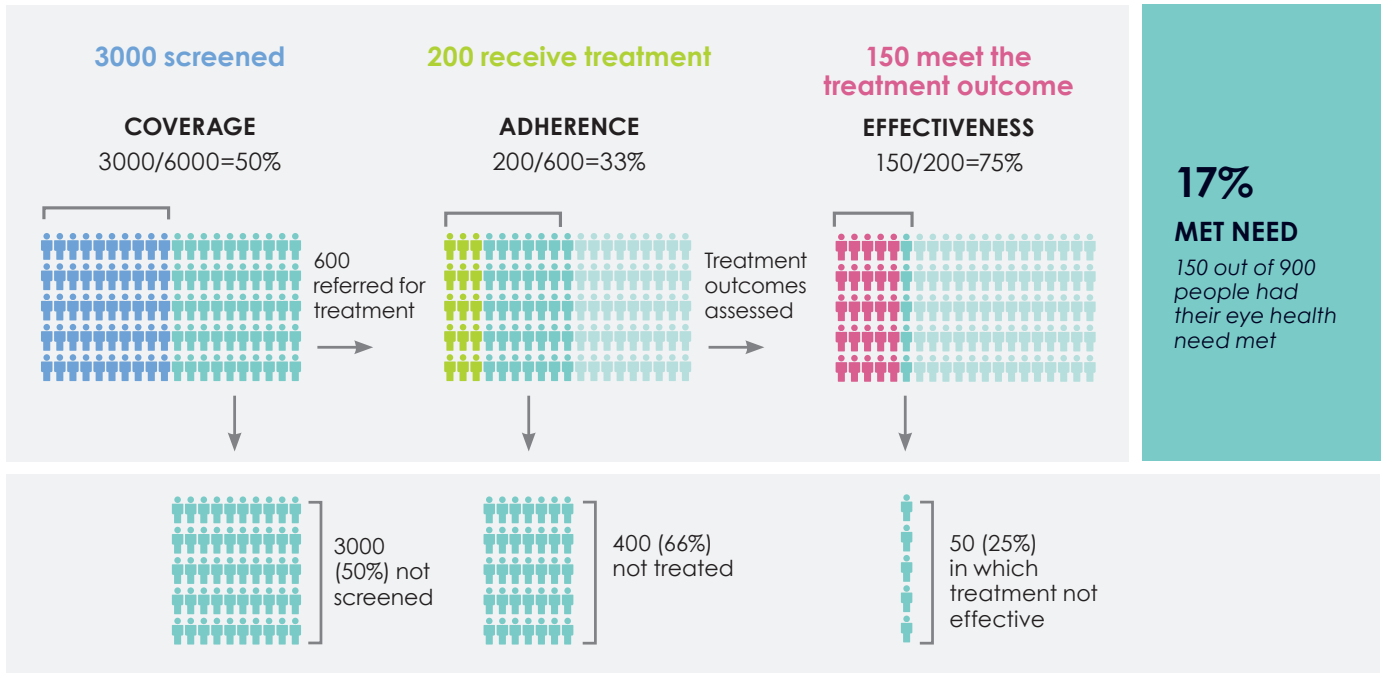 3000 screened
COVERAGE
3000/6000=50%
600
referred for
treatment
200 receive treatment
ADHERENCE
200/600=33%
Treatment
outcomes
assessed
150 meet the
treatment outcome
EFFECTIVENESS
150/200=75%
17%
MET NEED
150 out of 900
people had
their eye health
need met
3000
(50%) not
screened
400 (66%)
not treated
50 (25%)
in which
treatment not
effective